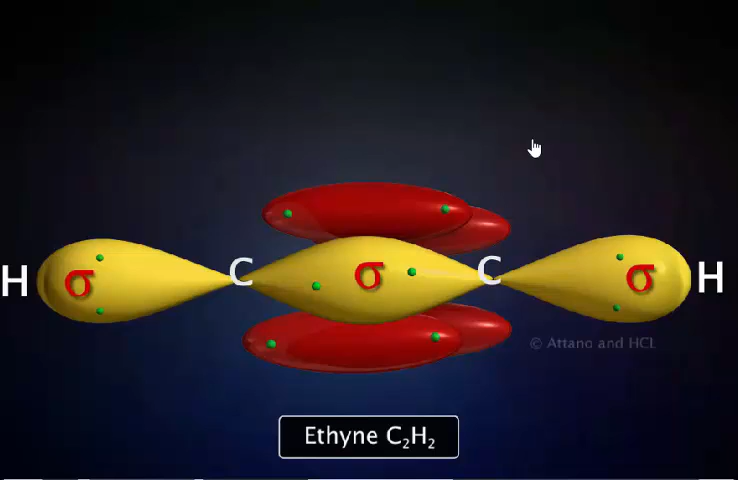 H σ C σ C σ H
© Attano and HCL
Ethyne C₂H₂